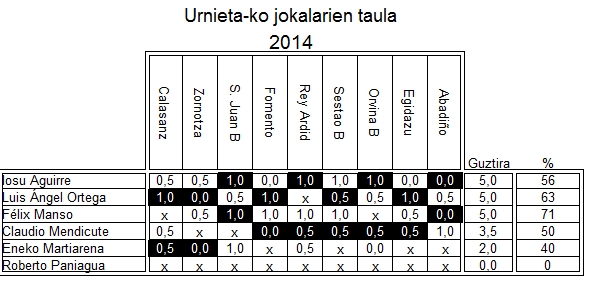 Urnieta-ko jokalarien taula
2014
Calasanz Zornotza S. Juan B Fomento Rey Ardid Sestao B Orvina B Egidazu Abadiño Guztira %
Iosu Aguirre 0,5 0,5 1,0 0,0 1,0 1,0 1,0 0,0 0,0 5,0 56
Luis Ángel Ortega 1,0 0,0 1,0 1,0 x 0,5 0,0 1,0 0,5 5,0 63
Félix Manso x 0,5 1,0 1,0 1,0 1,0 x 0,5 0,0 5,0 71
Claudio Mendicute 0,5 x x 0,0 0,5 0,5 0,5 0,5 1,0 3,5 50
Eneko Martiarena 0,5 0,0 1,0 x 0,5 x 0,0 x x 2,0 40
Roberto Paniagua x x x x x x x x x 0,0 0